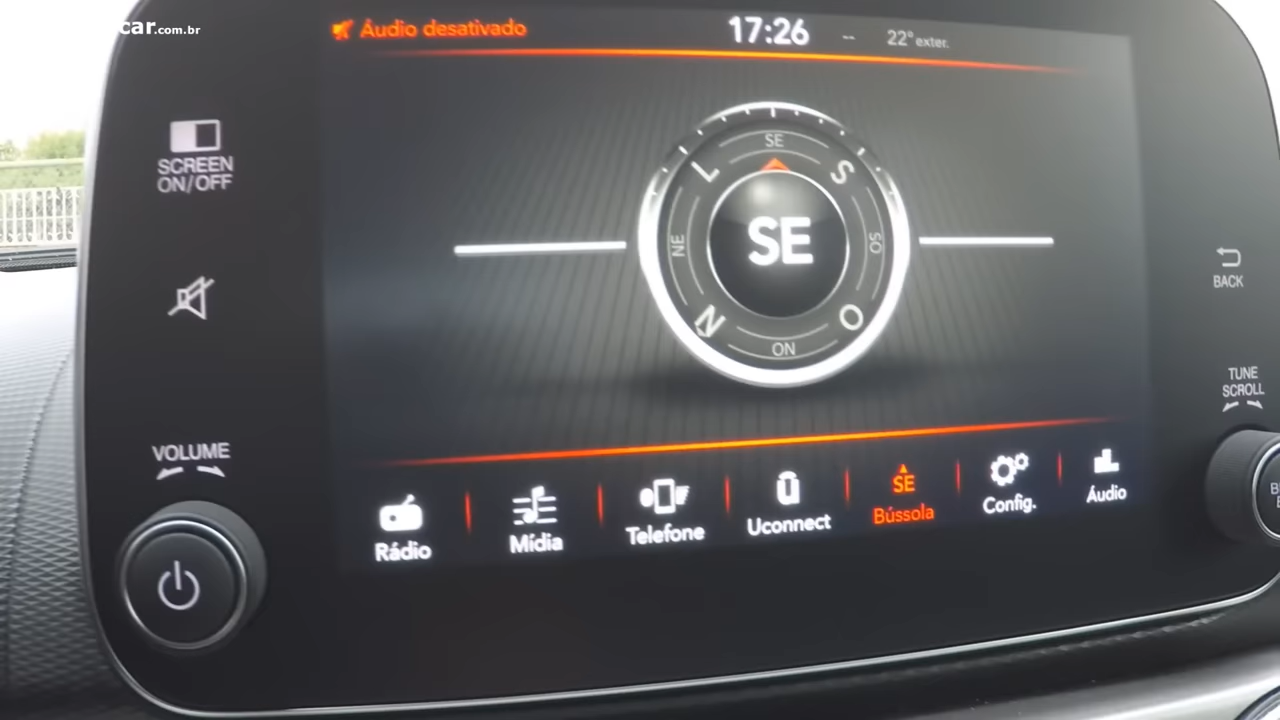 car.com.br
Áudio desativado
17:26
--
22° exter.
SCREEN
ON/OFF
SE
L
S
NE
SE
SO
N
O
ON
BACK
TUNE
SCROLL
VOLUME
SE
Rádio
Mídia
Telefone
Uconnect
Bússola
Config.
Áudio